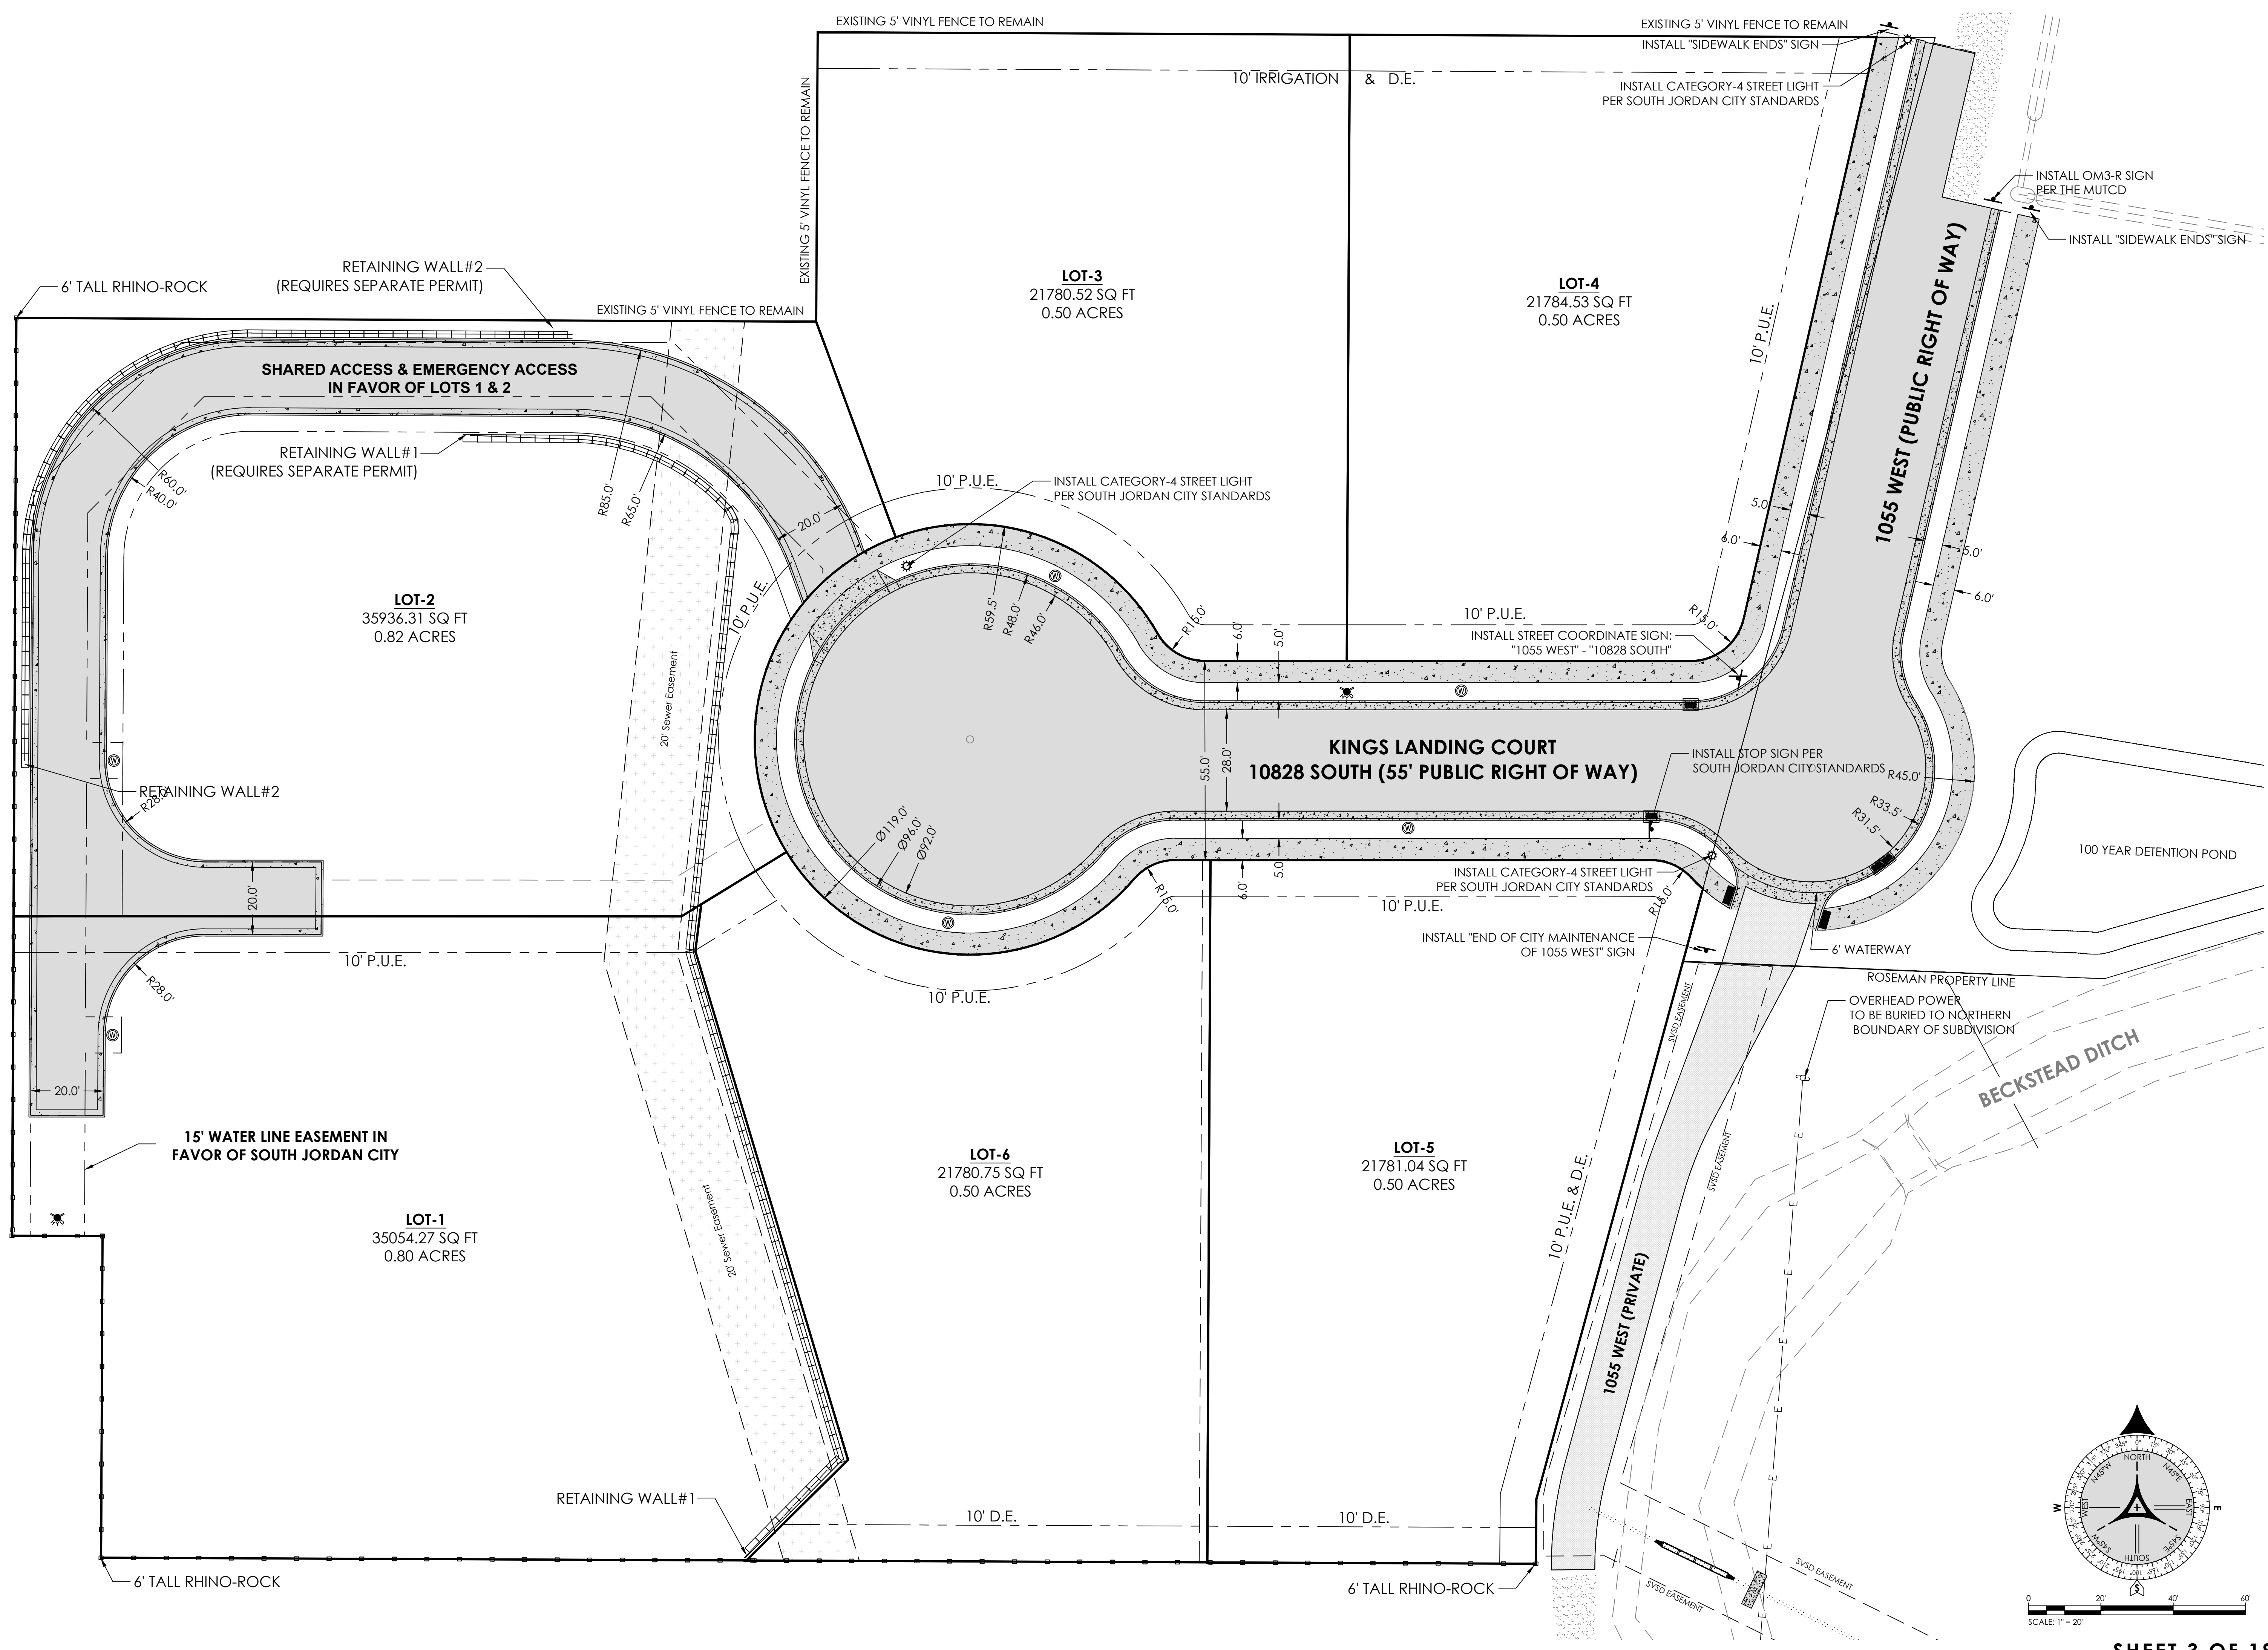 EXISTING 5' VINYL FENCE TO REMAIN
EXISTING 5' VINYL FENCE TO REMAIN
INSTALL "SIDEWALK ENDS" SIGN
10' IRRIGATION & D.E.
EXISTING 5' VINYL FENCE TO REMAIN
INSTALL CATEGORY-4 STREET LIGHT
PER SOUTH JORDAN CITY STANDARDS
INSTALL OM3-R SIGN
PER THE MUTCD
INSTALL "SIDEWALK ENDS" SIGN
RETAINING WALL#2
(REQUIRES SEPARATE PERMIT)
6' TALL RHINO-ROCK
EXISTING 5' VINYL FENCE TO REMAIN
LOT-3
21780.52 SQ FT
0.50 ACRES
LOT-4
21784.53 SQ FT
0.50 ACRES
10' P.U.E.
1055 WEST (PUBLIC RIGHT OF WAY)
SHARED ACCESS & EMERGENCY ACCESS
IN FAVOR OF LOTS 1 & 2
RETAINING WALL#1
(REQUIRES SEPARATE PERMIT)
R60.0'
R40.0'
R85.0'
R65.0'
20.0'
10' P.U.E.
INSTALL CATEGORY-4 STREET LIGHT
PER SOUTH JORDAN CITY STANDARDS
5.0'
6.0'
5.0'
6.0'
LOT-2
35936.31 SQ FT
0.82 ACRES
10' P.U.E.
R59.5'
R48.0'
R46.0'
R15.0'
6.0'
5.0'
10' P.U.E.
R15.0'
INSTALL STREET COORDINATE SIGN:
"1055 WEST" - "10828 SOUTH"
20' Sewer Easement
W
W
KINGS LANDING COURT
10828 SOUTH (55' PUBLIC RIGHT OF WAY)
55.0'
28.0'
INSTALL STOP SIGN PER
SOUTH JORDAN CITY STANDARDS
R45.0'
R33.5'
R31.5'
W
RETAINING WALL#2
R28.0'
Ø119.0'
Ø96.0'
Ø92.0'
W
100 YEAR DETENTION POND
20.0'
R15.0'
6.0'
5.0'
INSTALL CATEGORY-4 STREET LIGHT
PER SOUTH JORDAN CITY STANDARDS
10' P.U.E.
R15.0'
W
INSTALL "END OF CITY MAINTENANCE
OF 1055 WEST" SIGN
6' WATERWAY
10' P.U.E.
R28.0'
10' P.U.E.
ROSEMAN PROPERTY LINE
OVERHEAD POWER
TO BE BURIED TO NORTHERN
BOUNDARY OF SUBDIVISION
SVSD EASEMENT
W
BECKSTEAD DITCH
20.0'
15' WATER LINE EASEMENT IN
FAVOR OF SOUTH JORDAN CITY
LOT-6
21780.75 SQ FT
0.50 ACRES
LOT-5
21781.04 SQ FT
0.50 ACRES
SVSD EASEMENT
E
E
E
E
E
E
E
LOT-1
35054.27 SQ FT
0.80 ACRES
20' Sewer Easement
10' P.U.E. & D.E.
1055 WEST (PRIVATE)
RETAINING WALL#1
10' D.E.
10' D.E.
6' TALL RHINO-ROCK
6' TALL RHINO-ROCK
SVSD EASEMENT
SVSD EASEMENT
NORTH
N45°W
N45°E
W
WEST
EAST
E
S45°W
S45°E
SOUTH
S
0 20' 40' 60'
SCALE: 1" = 20'